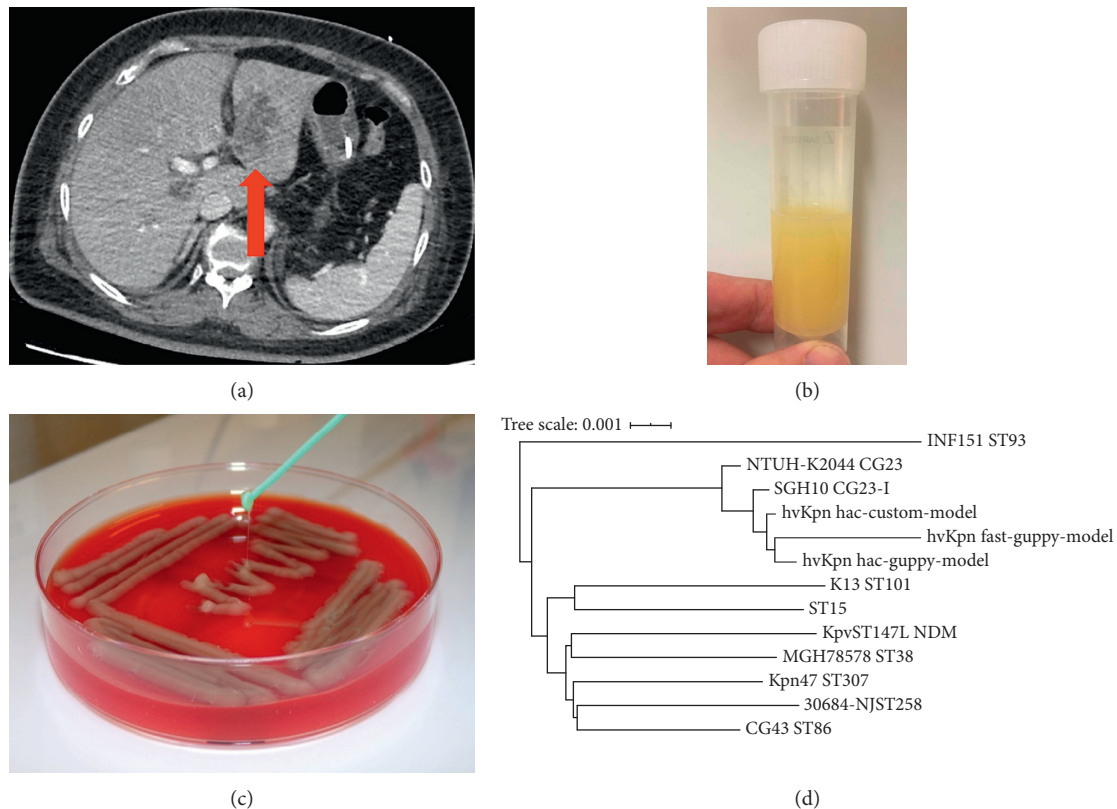 (a)
(b)
(c)
Tree scale: 0.001
INF151 ST93
NTUH-K2044 CG23
SGH10 CG23-I
hvKpn hac-custom-model
hvKpn fast-guppy-model
hvKpn hac-guppy-model
K13 ST101
ST15
KpvST147L NDM
MGH78578 ST38
Kpn47 ST307
30684-NJST258
CG43 ST86
(d)